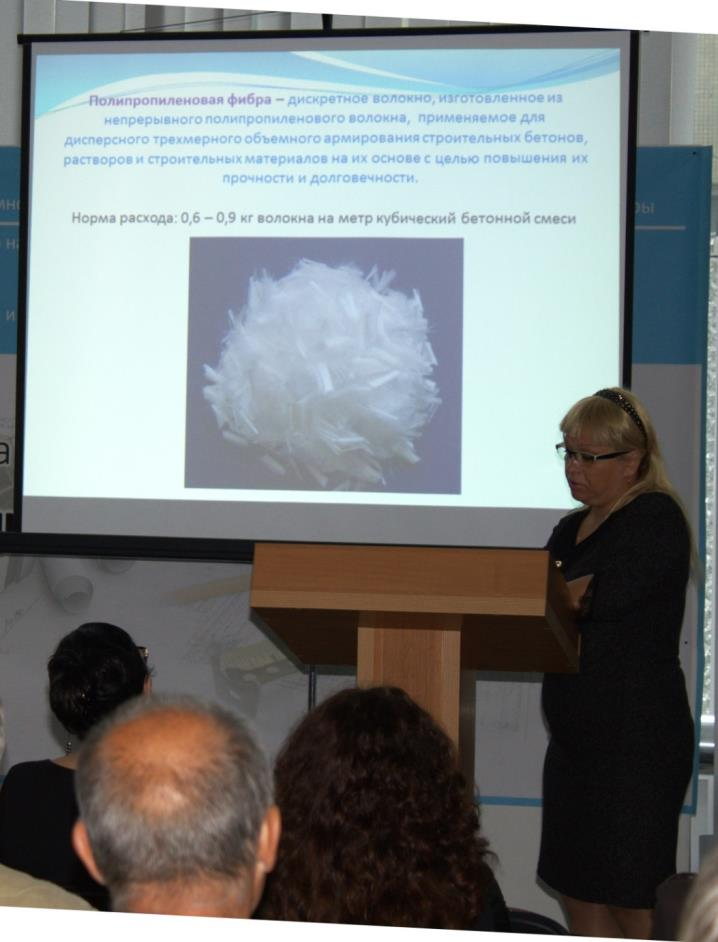 Полипропиленовая фибра – дискретное волокно, изготовленное из
непрерывного полипропиленового волокна, применяемое для
дисперсного трехмерного объемного армирования строительных бетонов,
растворов и строительных материалов на их основе с целью повышения их
прочности и долговечности.
Норма расхода: 0,6 – 0,9 кг волокна на метр кубический бетонной смеси